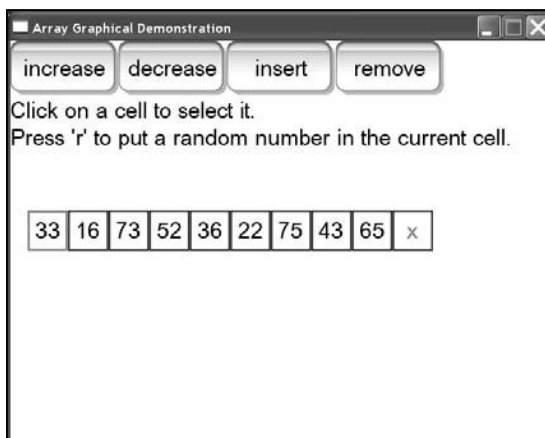 Array Graphical Demonstration
increase decrease insert remove
Click on a cell to select it.
Press 'r' to put a random number in the current cell.
33 16 73 52 36 22 75 43 65 x